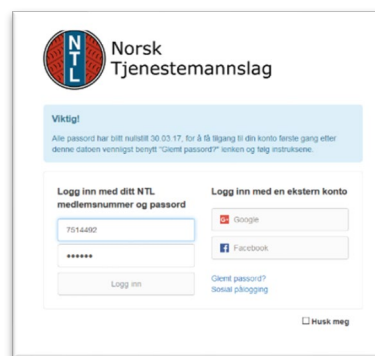 NTL
Norsk
Tjenestemannslag
Viktig!
Alle passord har blitt nullstilt 30.03.17, for å få tilgang til din konto første gang etter
denne datoen vennligst benytt "Glemt passord?" lenken og følg instruksene.
Logg inn med ditt NTL
medlemsnummer og passord
7514492
••••••
Logg inn
Logg inn med en ekstern konto
G+ Google
f Facebook
Glemt passord?
Sosial pålogging
Husk meg